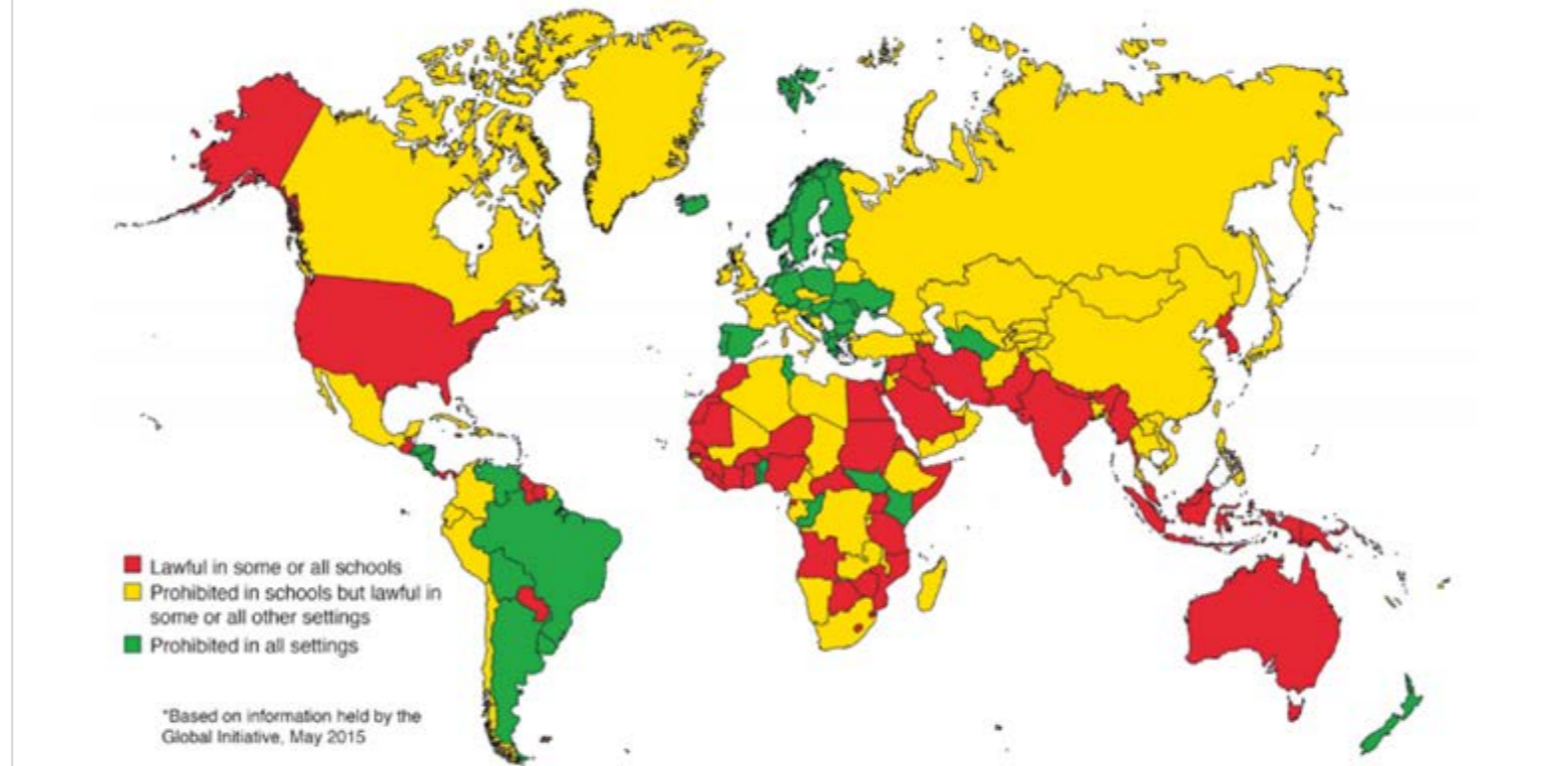 Lawful in some or all schools
Prohibited in schools but lawful in
some or all other settings
Prohibited in all settings
*Based on information held by the
Global Initiative, May 2015